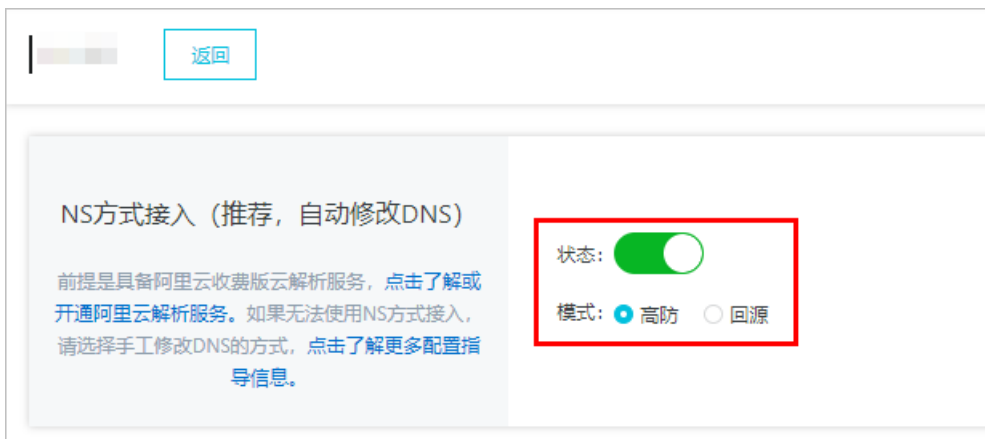 返回
NS方式接入（推荐，自动修改DNS）
前提是具备阿里云收费版云解析服务，点击了解或
开通阿里云解析服务。如果无法使用NS方式接入，
请选择手工修改DNS的方式，点击了解更多配置指
导信息。
状态：
模式： 高防 回源